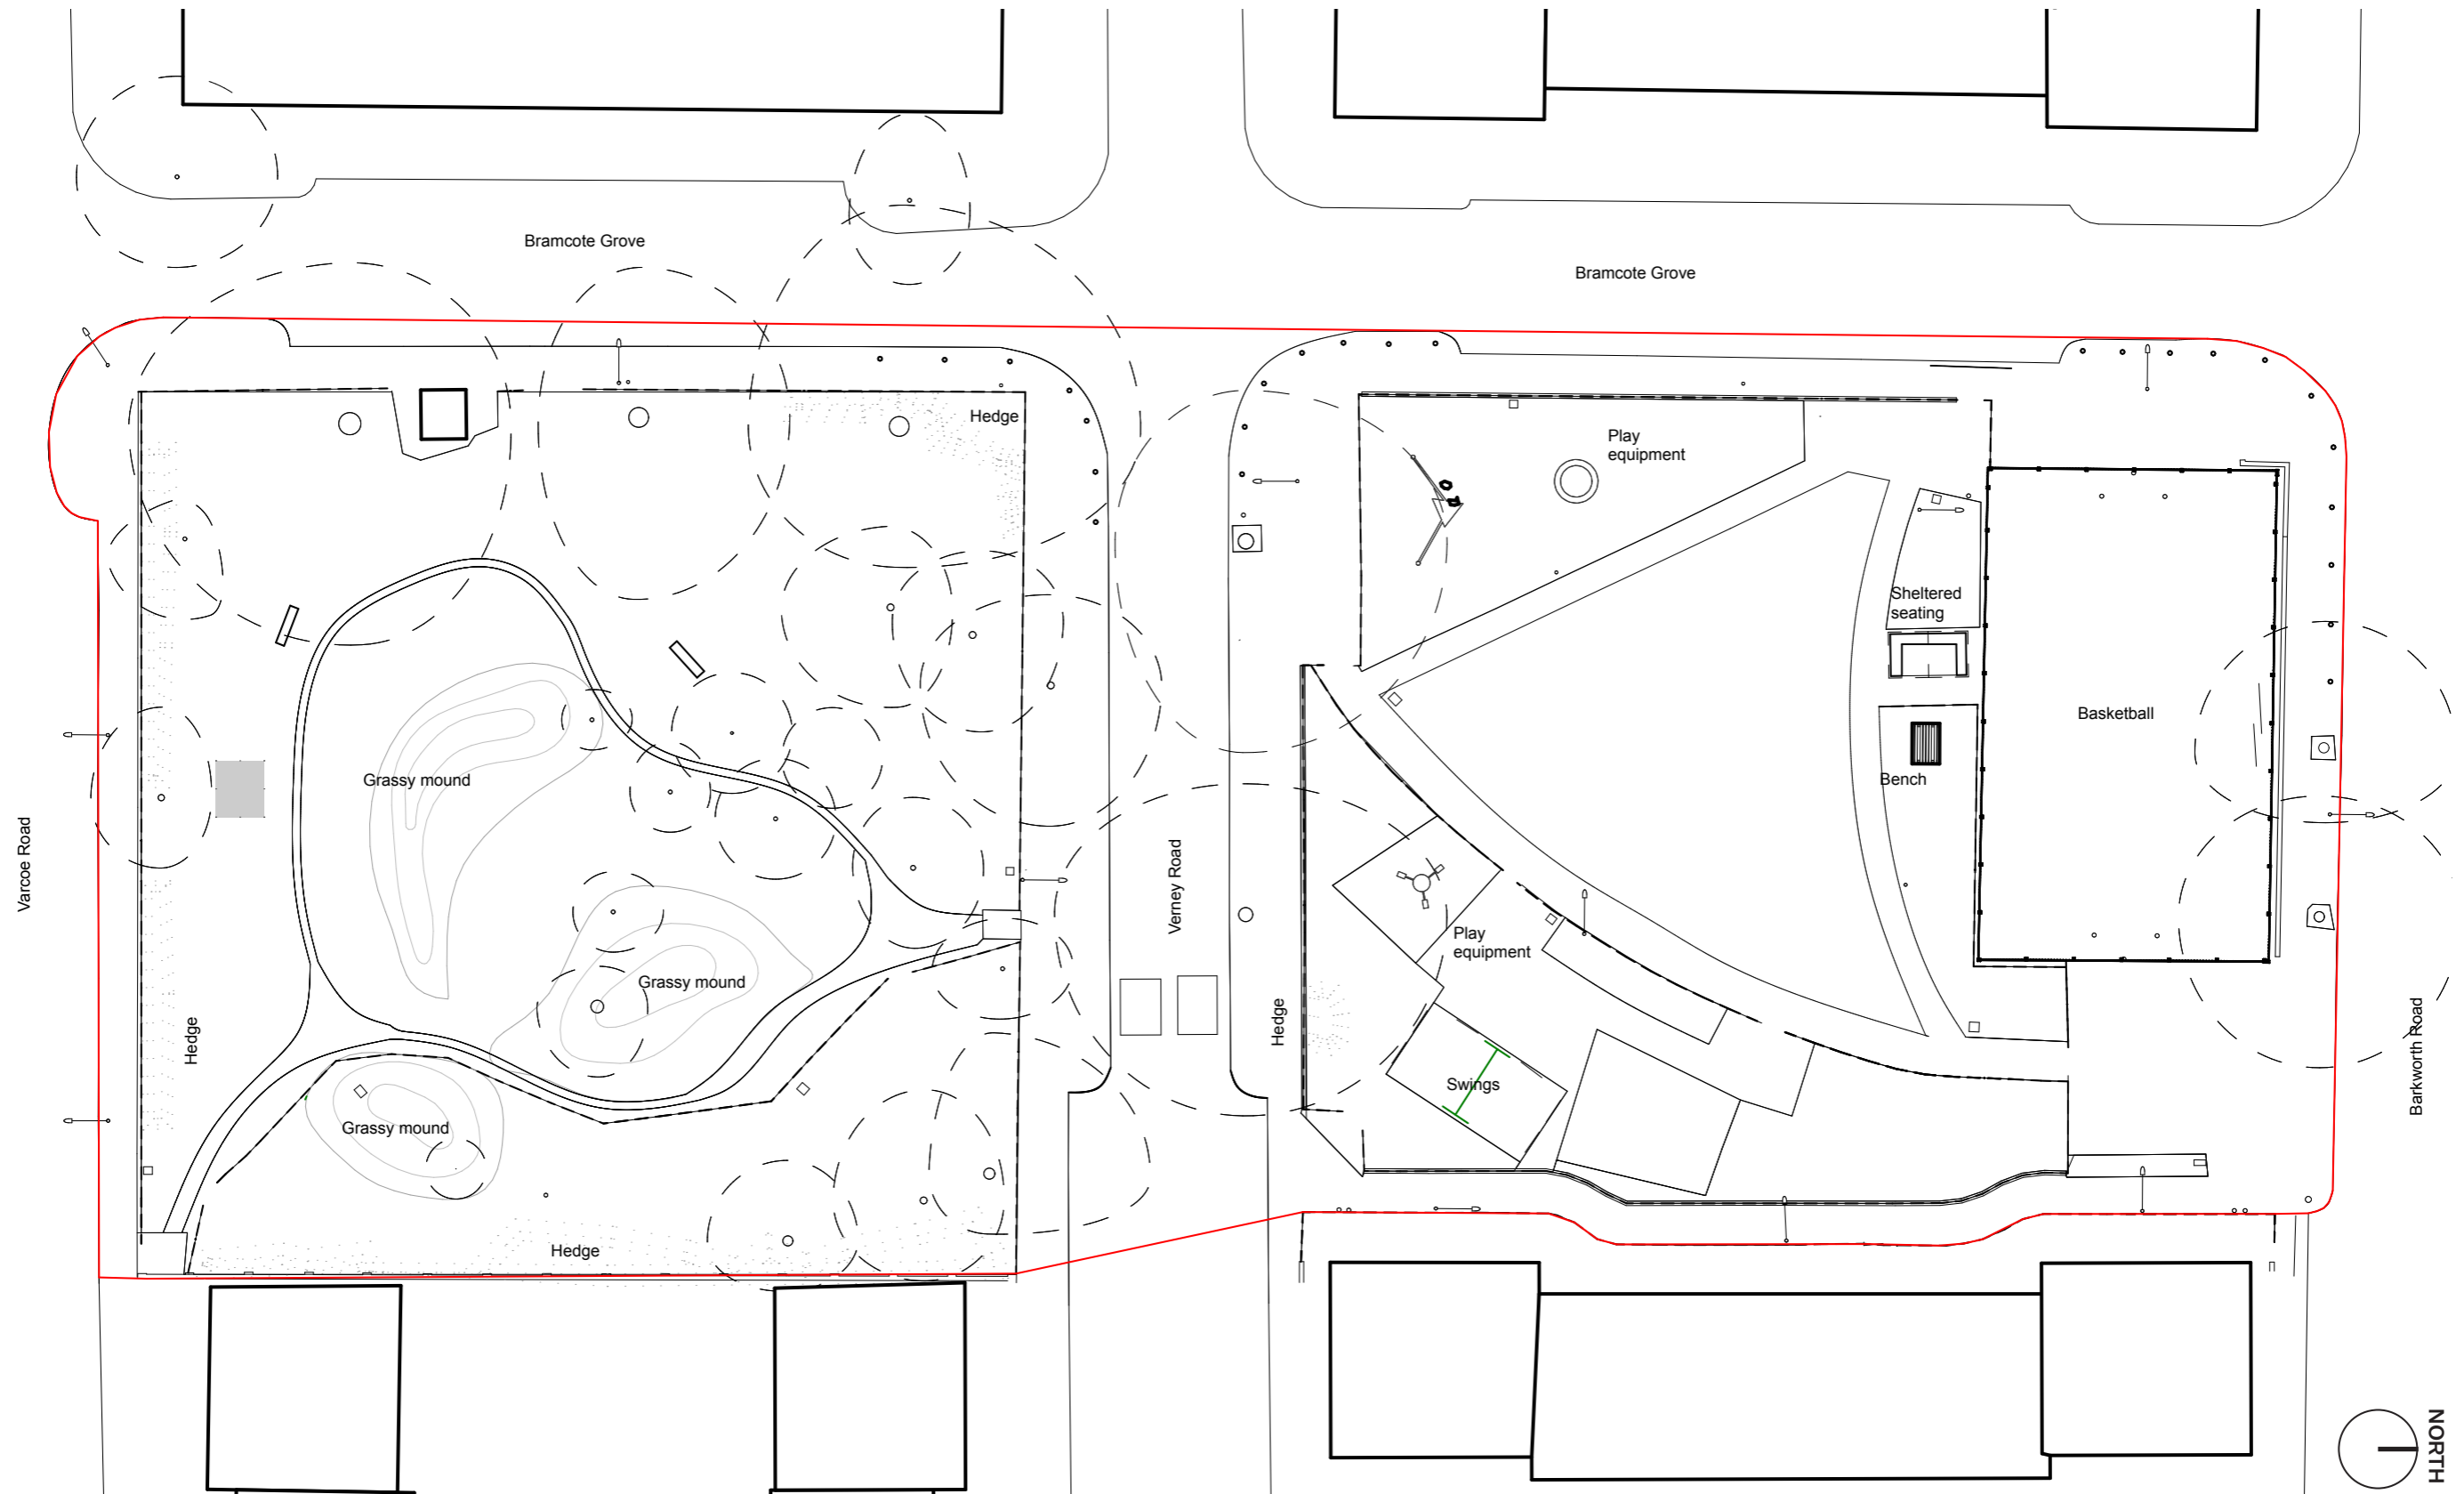 Bramcote Grove
Bramcote Grove
Hedge
Play
equipment
Sheltered
seating
Basketball
Grassy mound
Bench
Varcoe Road
Verney Road
Play
equipment
Grassy mound
Hedge
Hedge
Barkworth Road
Swings
Grassy mound
Hedge
NORTH